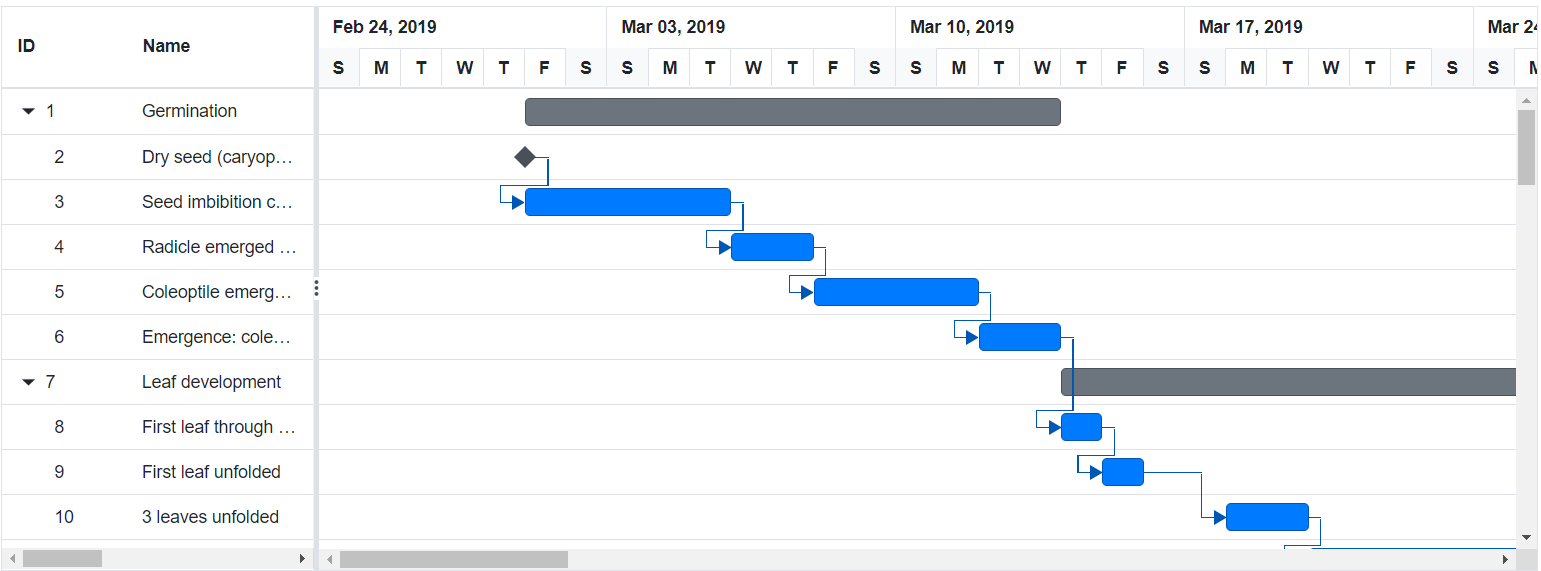 Feb 24, 2019 Mar 03, 2019 Mar 10, 2019 Mar 17, 2019 Mar 24
ID Name
S M T W T F S S M T W T F S S M T W T F S S M T W T F S S M
1 Germination
2 Dry seed (caryop…
3 Seed imbibition c…
4 Radicle emerged …
5 Coleoptile emerg…
6 Emergence: cole…
7 Leaf development
8 First leaf through …
9 First leaf unfolded
10 3 leaves unfolded